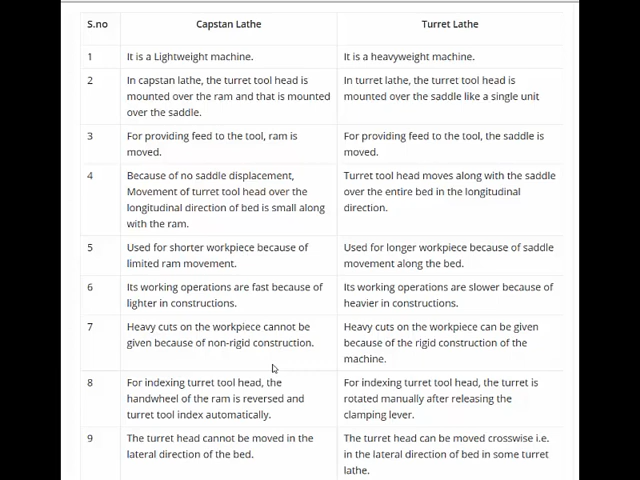 S.no Capstan Lathe Turret Lathe
1 It is a Lightweight machine. It is a heavyweight machine.
2 In capstan lathe, the turret tool head is
mounted over the ram and that is mounted
over the saddle.
In turret lathe, the turret tool head is
mounted over the saddle like a single unit
3 For providing feed to the tool, ram is
moved.
For providing feed to the tool, the saddle is
moved.
4 Because of no saddle displacement,
Movement of turret tool head over the
longitudinal direction of bed is small along
with the ram.
Turret tool head moves along with the saddle
over the entire bed in the longitudinal
direction.
5 Used for shorter workpiece because of
limited ram movement.
Used for longer workpiece because of saddle
movement along the bed.
6 Its working operations are fast because of
lighter in constructions.
Its working operations are slower because of
heavier in constructions.
7 Heavy cuts on the workpiece cannot be
given because of non-rigid construction.
Heavy cuts on the workpiece can be given
because of the rigid construction of the
machine.
8 For indexing turret tool head, the
handwheel of the ram is reversed and
turret tool index automatically.
For indexing turret tool head, the turret is
rotated manually after releasing the
clamping lever.
9 The turret head cannot be moved in the
lateral direction of the bed.
The turret head can be moved crosswise i.e.
in the lateral direction of bed in some turret
lathe.